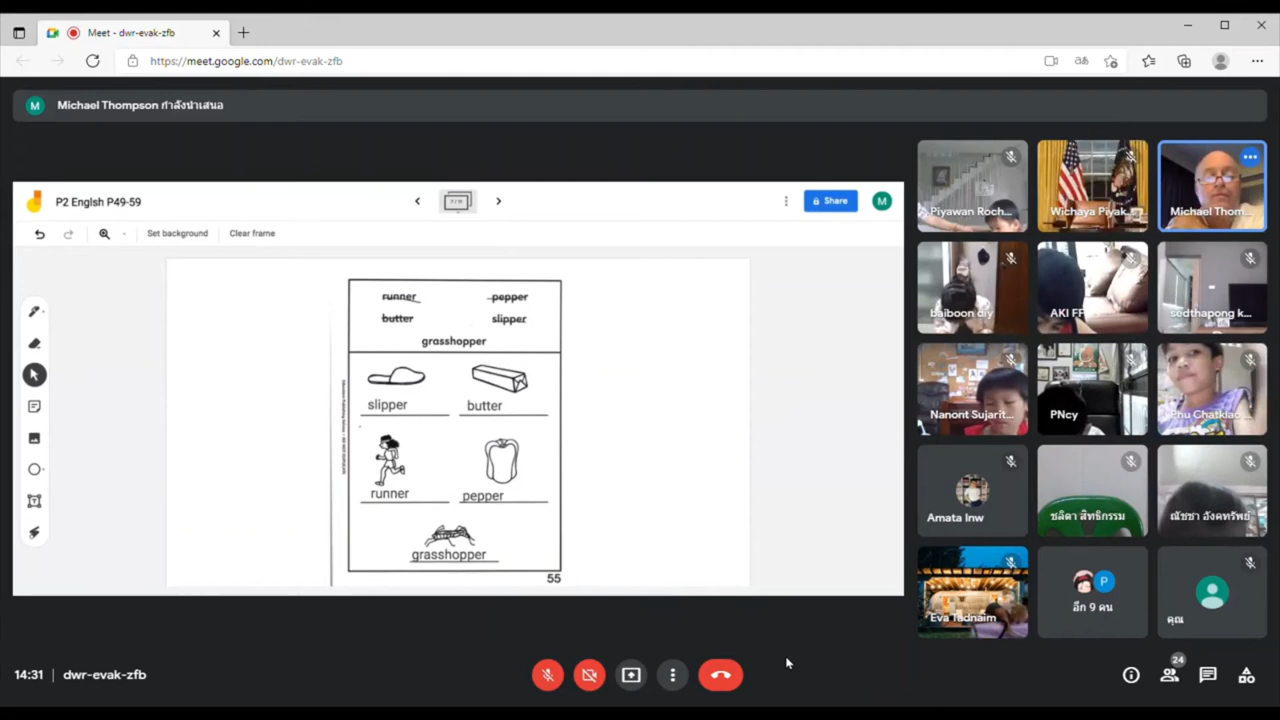 Meet - dwr-evak-zfb
https://meet.google.com/dwr-evak-zfb
M Michael Thompson กำลังนำเสนอ
P2 Englsh P49-59
7 / 11
Share
M
Set background
Clear frame
runner pepper
butter slipper
grasshopper
slipper butter
runner pepper
grasshopper
55
Piyawan Roch...
Wichaya Piyak...
Michael Thom...
baiboon diy
AKI FF
sedthapong k...
Nanont Sujarit...
PNcy
Phu Chatklao
Amata Inw
ชลิตา สิทธิกรรม
ณัชชา อังคทรัพย์
Eva Tadnaim
P
อีก 9 คน
คุณ
14:31 dwr-evak-zfb
24